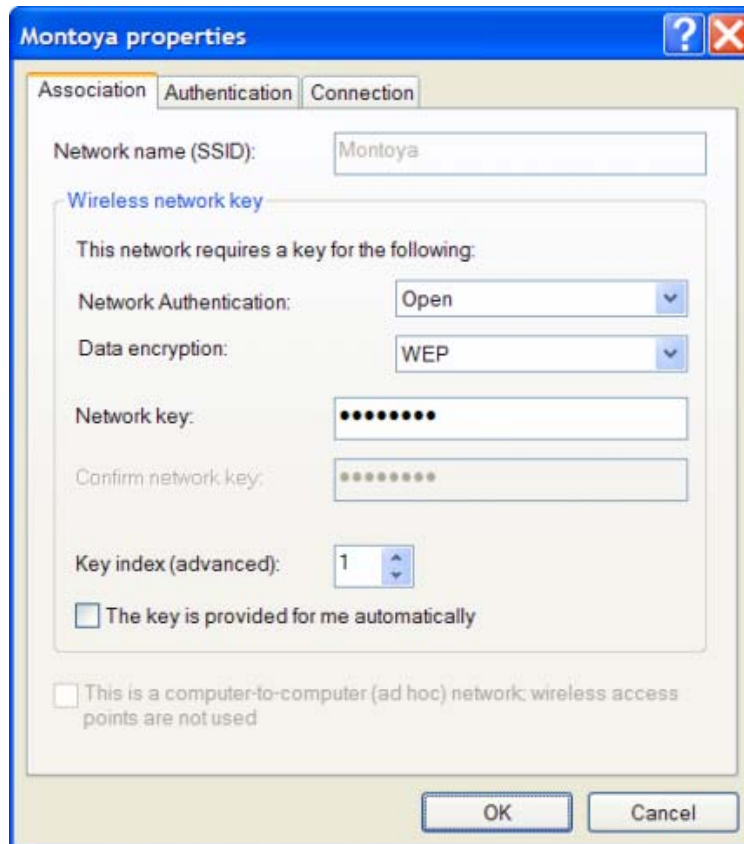 Montoya properties
Association Authentication Connection
Network name (SSID): Montoya
Wireless network key
This network requires a key for the following:
Network Authentication: Open
Data encryption: WEP
Network key: ••••••••
Confirm network key: ••••••••
Key index (advanced): 1
The key is provided for me automatically
This is a computer-to-computer (ad hoc) network; wireless access
points are not used
OK Cancel